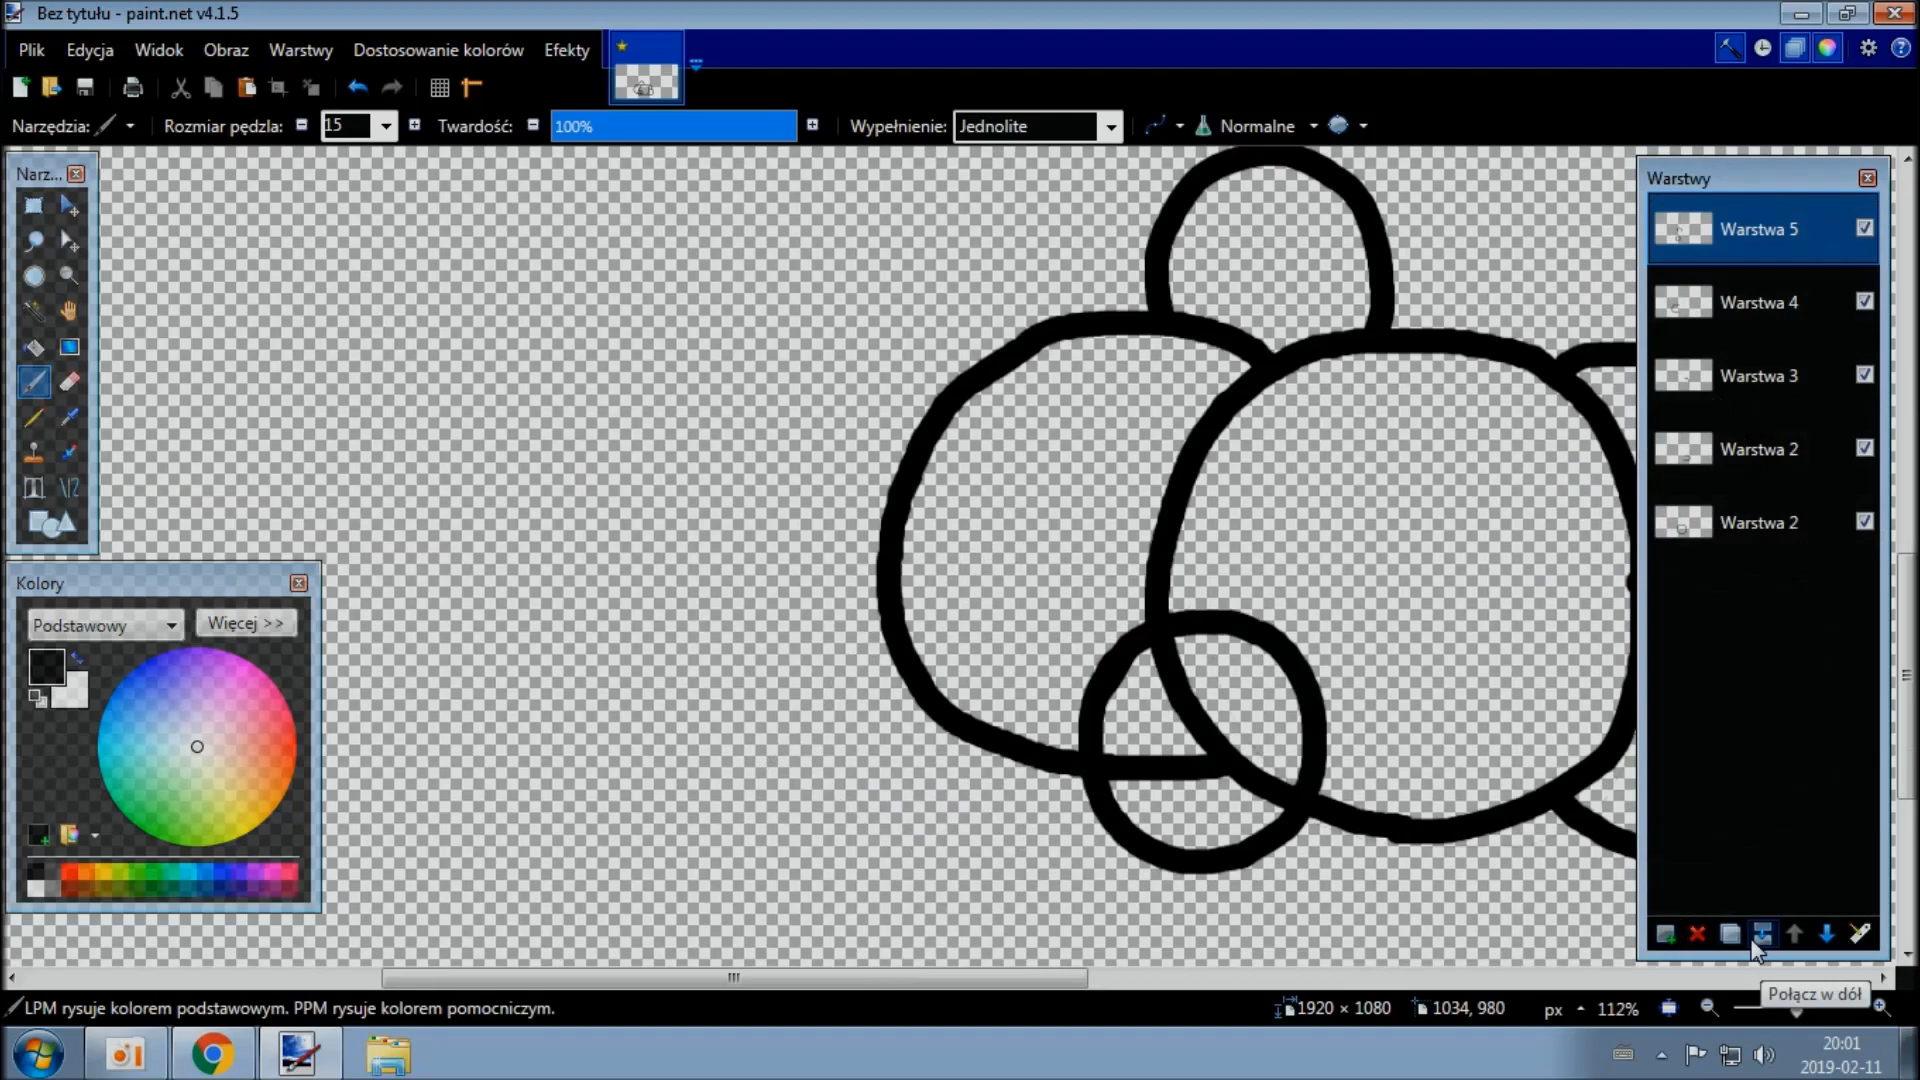 Bez tytułu - paint.net v4.1.5
Plik Edycja Widok Obraz Warstwy Dostosowanie kolorów Efekty
Narzędzia: Rozmiar pędzla: 15 Twardość: 100% Wypełnienie: Jednolite Normalne
Narz...
Warstwy
Warstwa 5
Warstwa 4
Warstwa 3
Warstwa 2
Warstwa 2
Kolory
Podstawowy Więcej >>
Połącz w dół
LPM rysuje kolorem podstawowym. PPM rysuje kolorem pomocniczym. 1920 × 1080 1034, 980 px 112%
20:01
2019-02-11